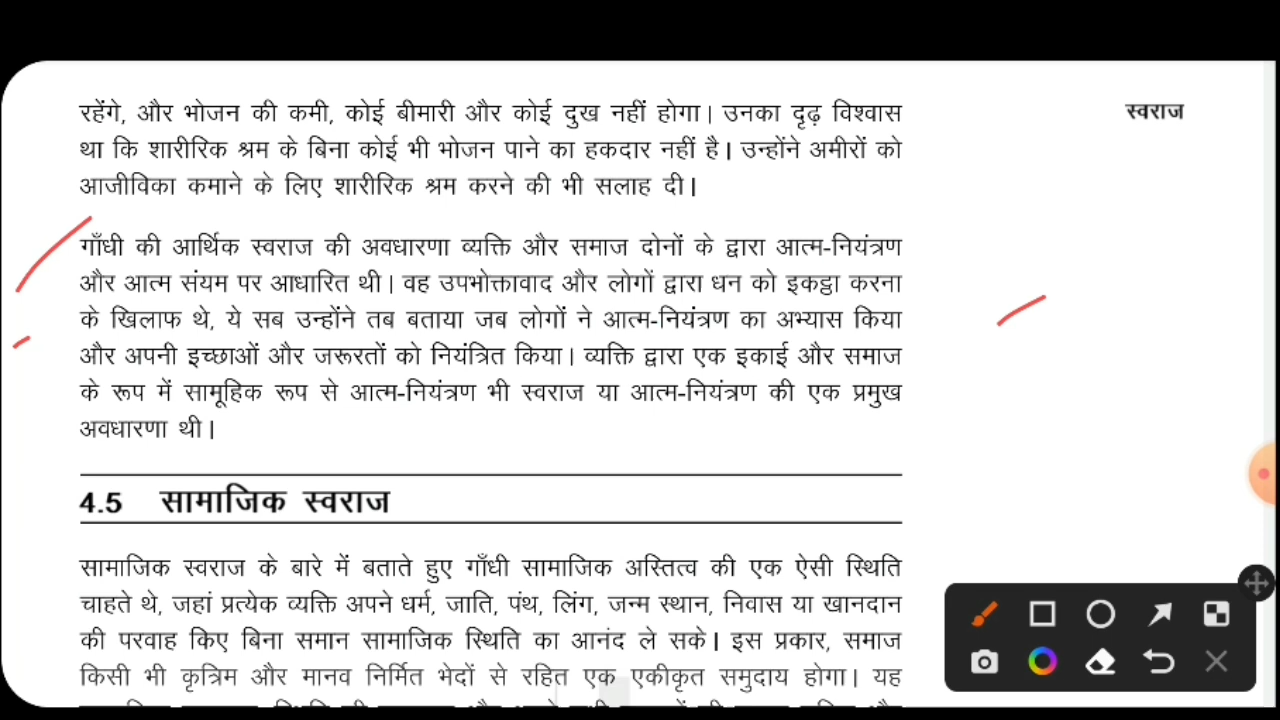 रहेंगे, और भोजन की कमी, कोई बीमारी और कोई दुख नहीं होगा। उनका दृढ़ विश्वास
स्वराज
था कि शारीरिक श्रम के बिना कोई भी भोजन पाने का हकदार नहीं है। उन्होंने अमीरों को
आजीविका कमाने के लिए शारीरिक श्रम करने की भी सलाह दी।
गाँधी की आर्थिक स्वराज की अवधारणा व्यक्ति और समाज दोनों के द्वारा आत्म-नियंत्रण
और आत्म संयम पर आधारित थी। वह उपभोक्तावाद और लोगों द्वारा धन को इकट्ठा करना
के खिलाफ थे, ये सब उन्होंने तब बताया जब लोगों ने आत्म-नियंत्रण का अभ्यास किया
और अपनी इच्छाओं और जरूरतों को नियंत्रित किया। व्यक्ति द्वारा एक इकाई और समाज
के रूप में सामूहिक रूप से आत्म-नियंत्रण भी स्वराज या आत्म-नियंत्रण की एक प्रमुख
अवधारणा थी।
4.5 सामाजिक स्वराज
सामाजिक स्वराज के बारे में बताते हुए गाँधी सामाजिक अस्तित्व की एक ऐसी स्थिति
चाहते थे, जहां प्रत्येक व्यक्ति अपने धर्म, जाति, पंथ, लिंग, जन्म स्थान, निवास या खानदान
की परवाह किए बिना समान सामाजिक स्थिति का आनंद ले सके। इस प्रकार, समाज
किसी भी कृत्रिम और मानव निर्मित भेदों से रहित एक एकीकृत समुदाय होगा। यह